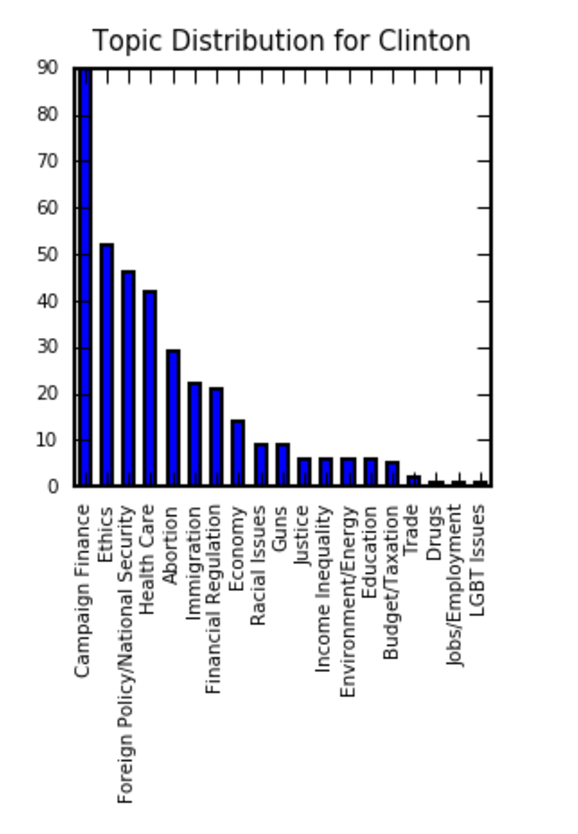 Topic Distribution for Clinton
90
80
70
60
50
40
30
20
10
0
Campaign Finance
Ethics
Foreign Policy/National Security
Health Care
Abortion
Immigration
Financial Regulation
Economy
Racial Issues
Guns
Justice
Income Inequality
Environment/Energy
Education
Budget/Taxation
Trade
Drugs
Jobs/Employment
LGBT Issues